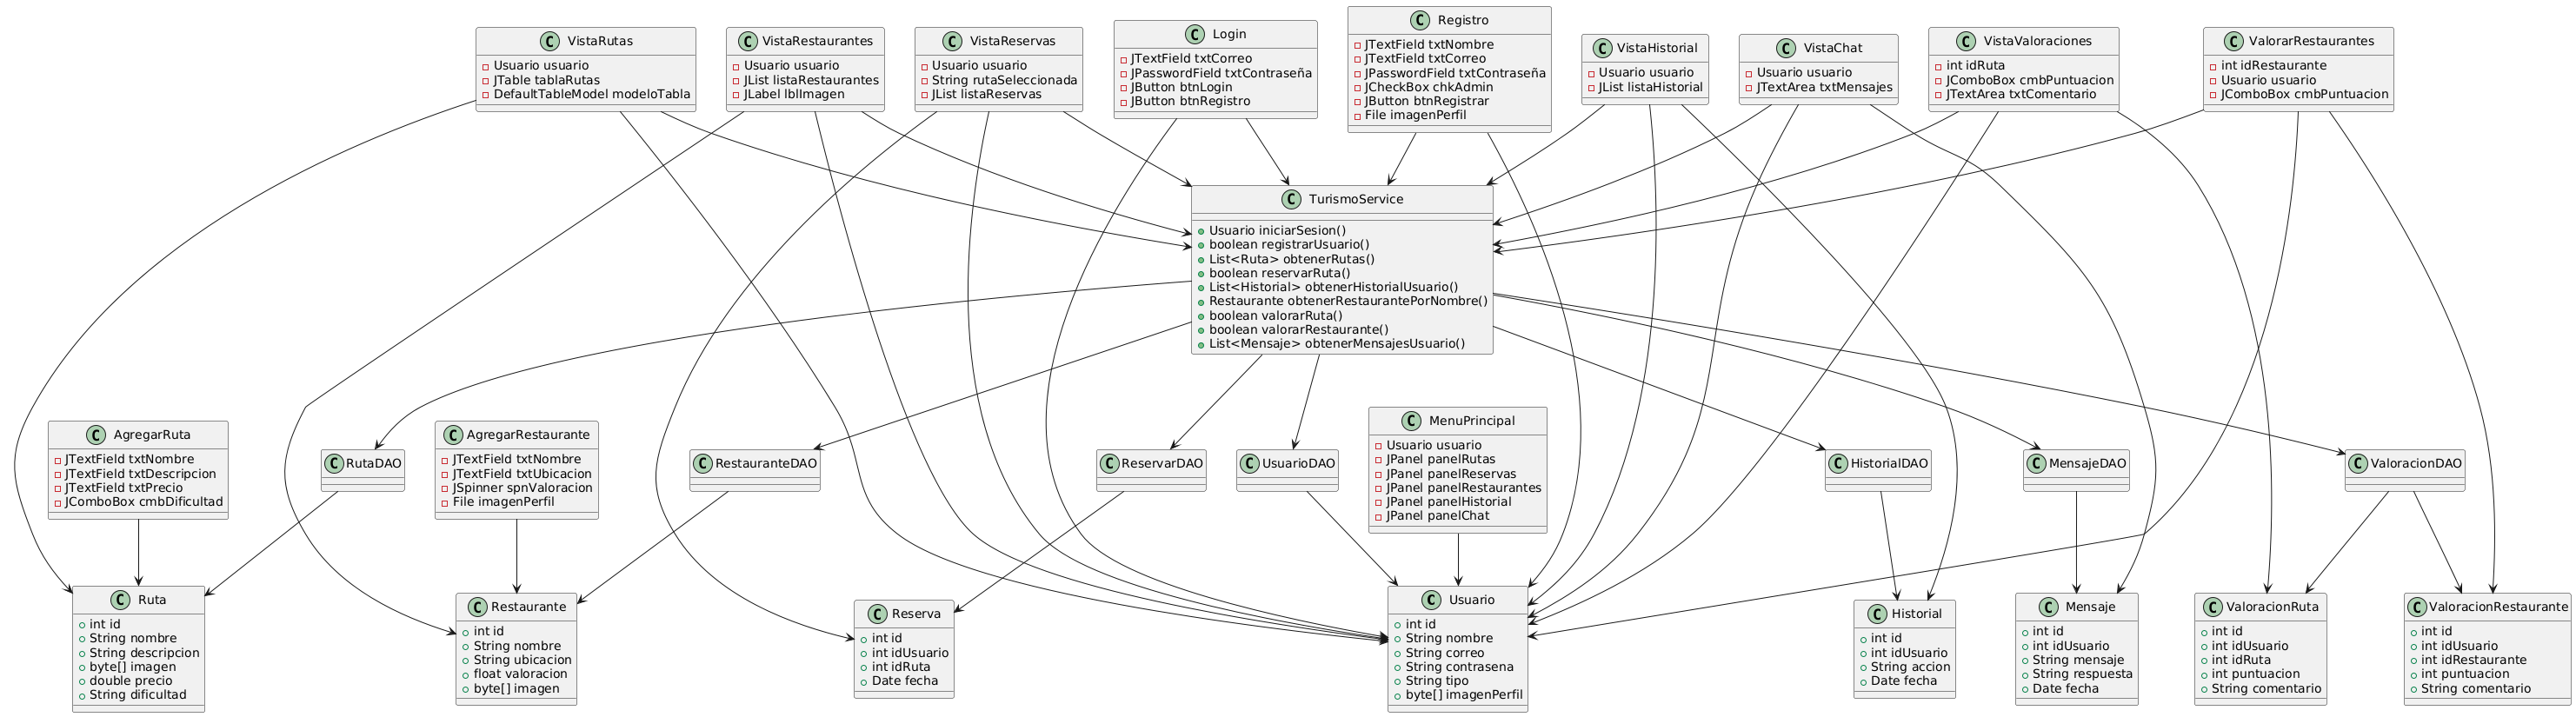 VistaRutas
Usuario usuario
JTable tablaRutas
DefaultTableModel modeloTabla
VistaRestaurantes
Usuario usuario
JList listaRestaurantes
JLabel lblImagen
VistaReservas
Usuario usuario
String rutaSeleccionada
JList listaReservas
Login
JTextField txtCorreo
JPasswordField txtContraseña
JButton btnLogin
JButton btnRegistro
Registro
JTextField txtNombre
JTextField txtCorreo
JPasswordField txtContraseña
JCheckBox chkAdmin
JButton btnRegistrar
File imagenPerfil
VistaHistorial
Usuario usuario
JList listaHistorial
VistaChat
Usuario usuario
JTextArea txtMensajes
VistaValoraciones
int idRuta
JComboBox cmbPuntuacion
JTextArea txtComentario
ValorarRestaurantes
int idRestaurante
Usuario usuario
JComboBox cmbPuntuacion
TurismoService
Usuario iniciarSesion()
boolean registrarUsuario()
List<Ruta> obtenerRutas()
boolean reservarRuta()
List<Historial> obtenerHistorialUsuario()
Restaurante obtenerRestaurantePorNombre()
boolean valorarRuta()
boolean valorarRestaurante()
List<Mensaje> obtenerMensajesUsuario()
AgregarRuta
JTextField txtNombre
JTextField txtDescripcion
JTextField txtPrecio
JComboBox cmbDificultad
RutaDAO
AgregarRestaurante
JTextField txtNombre
JTextField txtUbicacion
JSpinner spnValoracion
File imagenPerfil
RestauranteDAO
ReservarDAO
UsuarioDAO
MenuPrincipal
Usuario usuario
JPanel panelRutas
JPanel panelReservas
JPanel panelRestaurantes
JPanel panelHistorial
JPanel panelChat
HistorialDAO
MensajeDAO
ValoracionDAO
Ruta
int id
String nombre
String descripcion
byte[] imagen
double precio
String dificultad
Restaurante
int id
String nombre
String ubicacion
float valoracion
byte[] imagen
Reserva
int id
int idUsuario
int idRuta
Date fecha
Usuario
int id
String nombre
String correo
String contrasena
String tipo
byte[] imagenPerfil
Historial
int id
int idUsuario
String accion
Date fecha
Mensaje
int id
int idUsuario
String mensaje
String respuesta
Date fecha
ValoracionRuta
int id
int idUsuario
int idRuta
int puntuacion
String comentario
ValoracionRestaurante
int id
int idUsuario
int idRestaurante
int puntuacion
String comentario